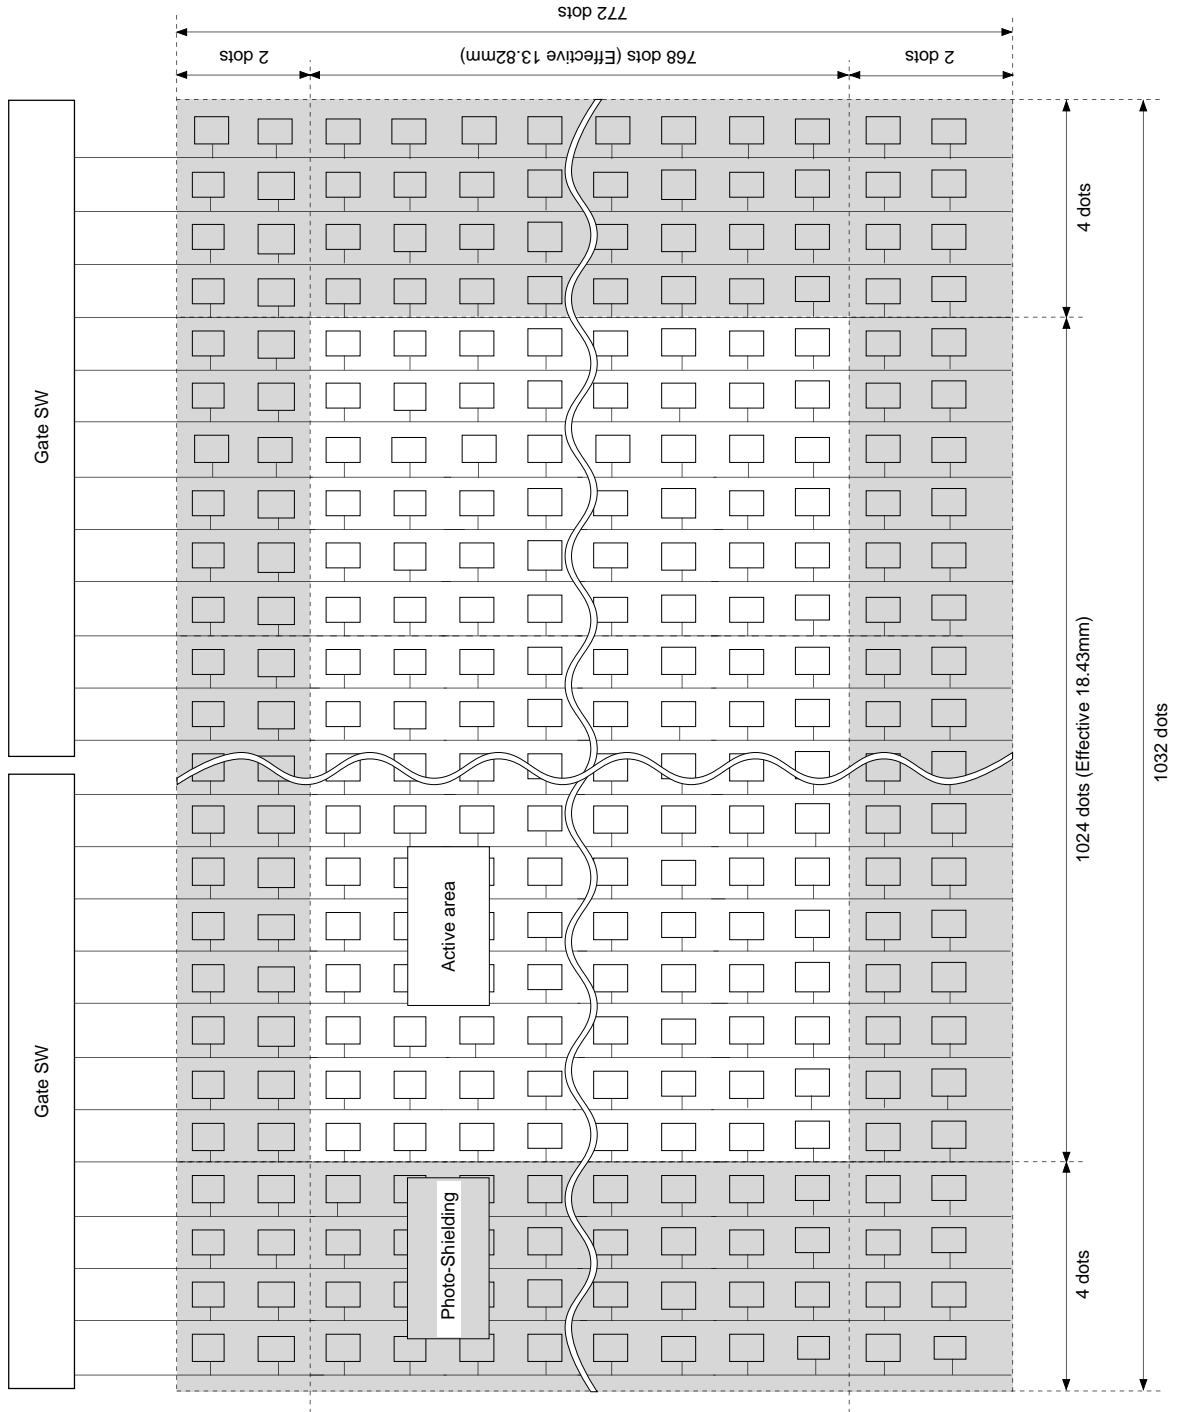 772 dots
2 dots
768 dots (Effective 13.82mm)
2 dots
Gate SW
Gate SW
Active area
Photo-Shielding
4 dots
1024 dots (Effective 18.43mm)
4 dots
1032 dots